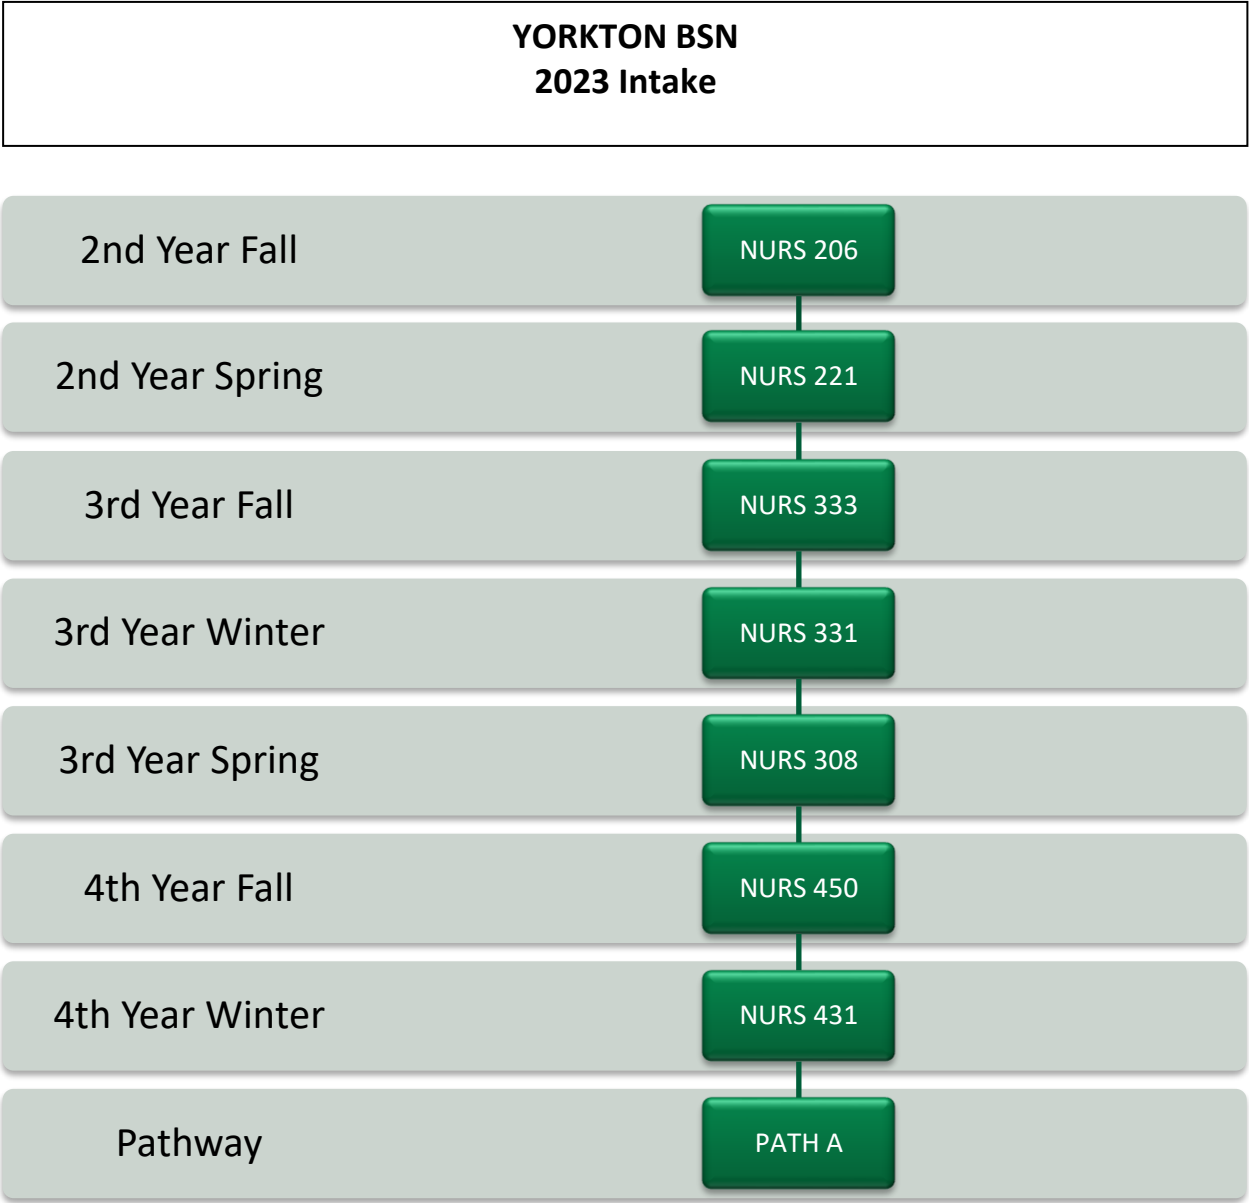 YORKTON BSN
2023 Intake
2nd Year Fall
NURS 206
2nd Year Spring
NURS 221
3rd Year Fall
NURS 333
3rd Year Winter
NURS 331
3rd Year Spring
NURS 308
4th Year Fall
NURS 450
4th Year Winter
NURS 431
Pathway
PATH A